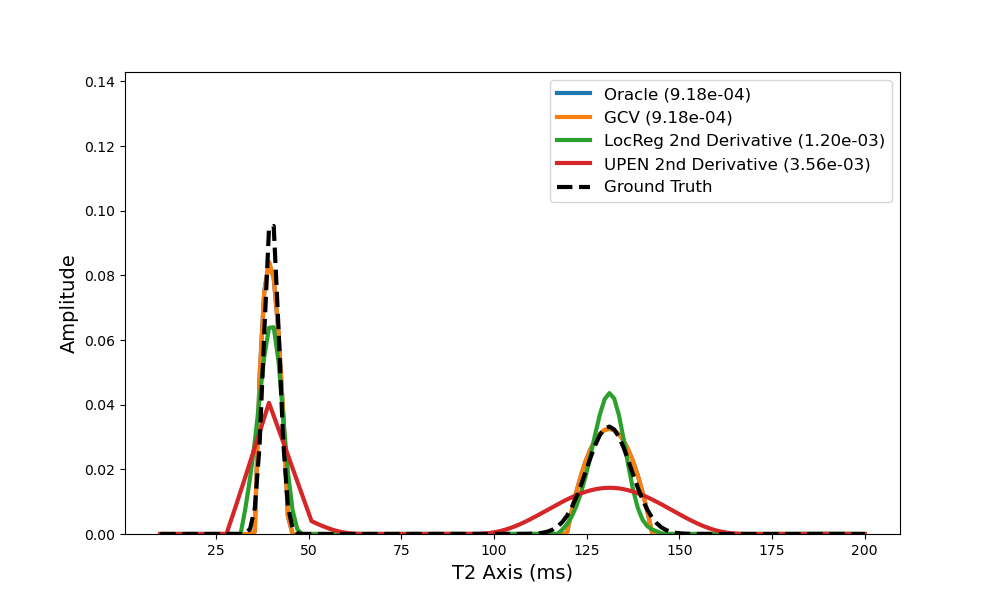 0.14
0.12
0.10
0.08
0.06
0.04
0.02
0.00
Amplitude
25
50
75
100
125
150
175
200
T2 Axis (ms)
Oracle (9.18e-04)
GCV (9.18e-04)
LocReg 2nd Derivative (1.20e-03)
UPEN 2nd Derivative (3.56e-03)
Ground Truth